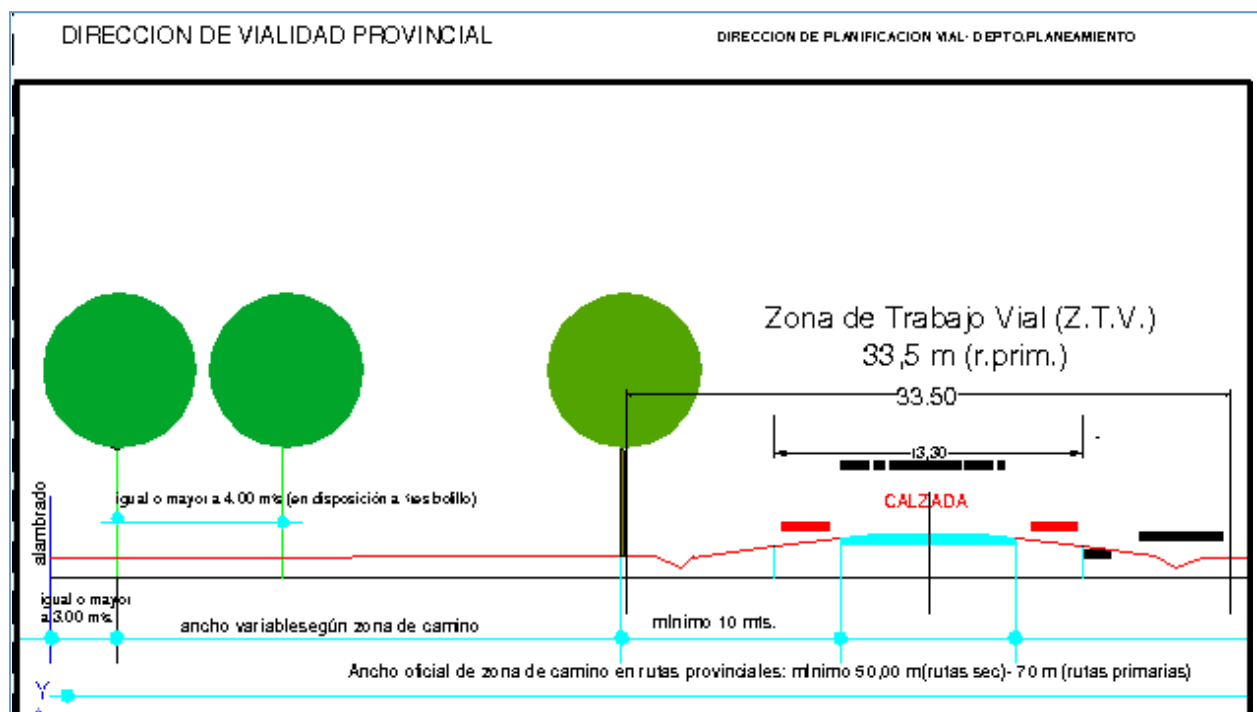 DIRECCION DE VIALIDAD PROVINCIAL
DIRECCION DE PLANIFICACION VIAL- DEPTO.PLANEAMIENTO
Zona de Trabajo Vial (Z.T.V.)
33,5 m (r.prim.)
33.50
13,30
CALZADA
alambrado
igual o mayor a 4.00 mts (en disposición a tresbolillo)
igual o mayor
a 3.00 mts.
ancho variablesegún zona de camino
mínimo 10 mts.
Ancho oficial de zona de camino en rutas provinciales: mínimo 50,00 m(rutas sec)- 70 m (rutas primarias)
Y